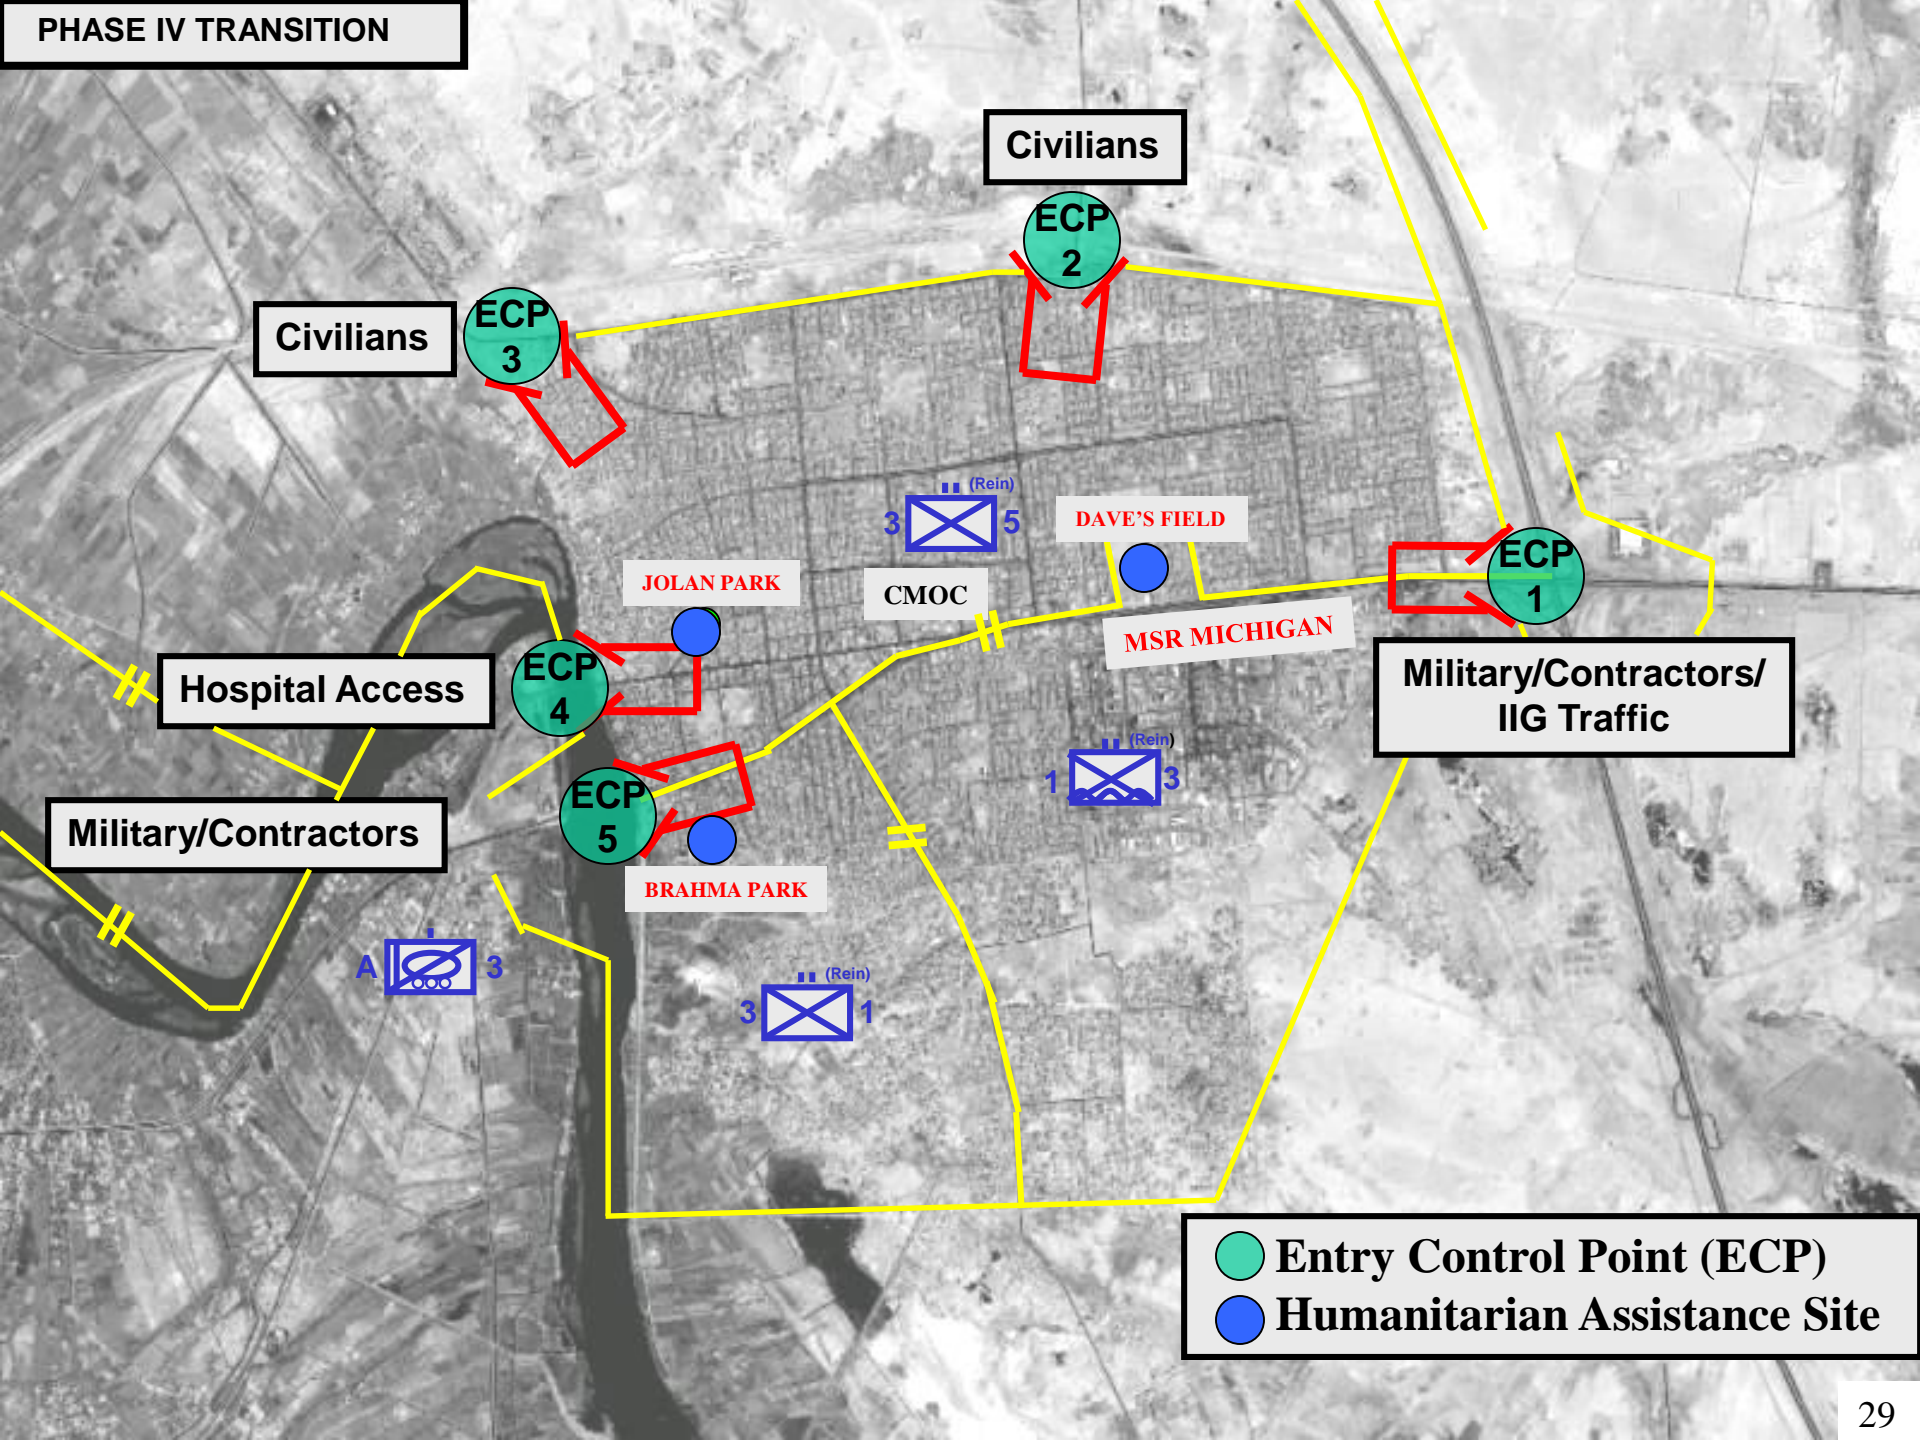 PHASE IV TRANSITION
Civilians
ECP
2
Civilians
ECP
3
(Rein)
3 5
DAVE'S FIELD
ECP
1
JOLAN PARK
CMOC
MSR MICHIGAN
Hospital Access
ECP
4
Military/Contractors/
IIG Traffic
(Rein)
1 3
ECP
5
Military/Contractors
BRAHMA PARK
A 3
(Rein)
3 1
Entry Control Point (ECP)
Humanitarian Assistance Site
29